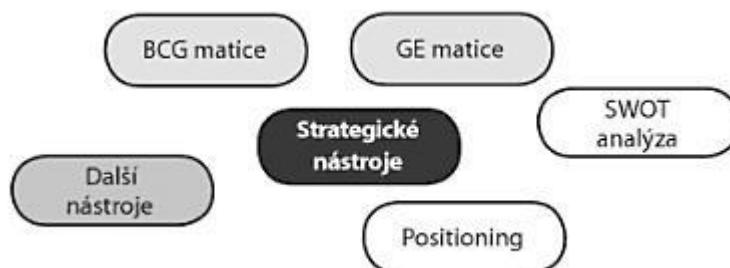 BCG matice
GE matice
SWOT
analýza
Strategické
nástroje
Další
nástroje
Positioning